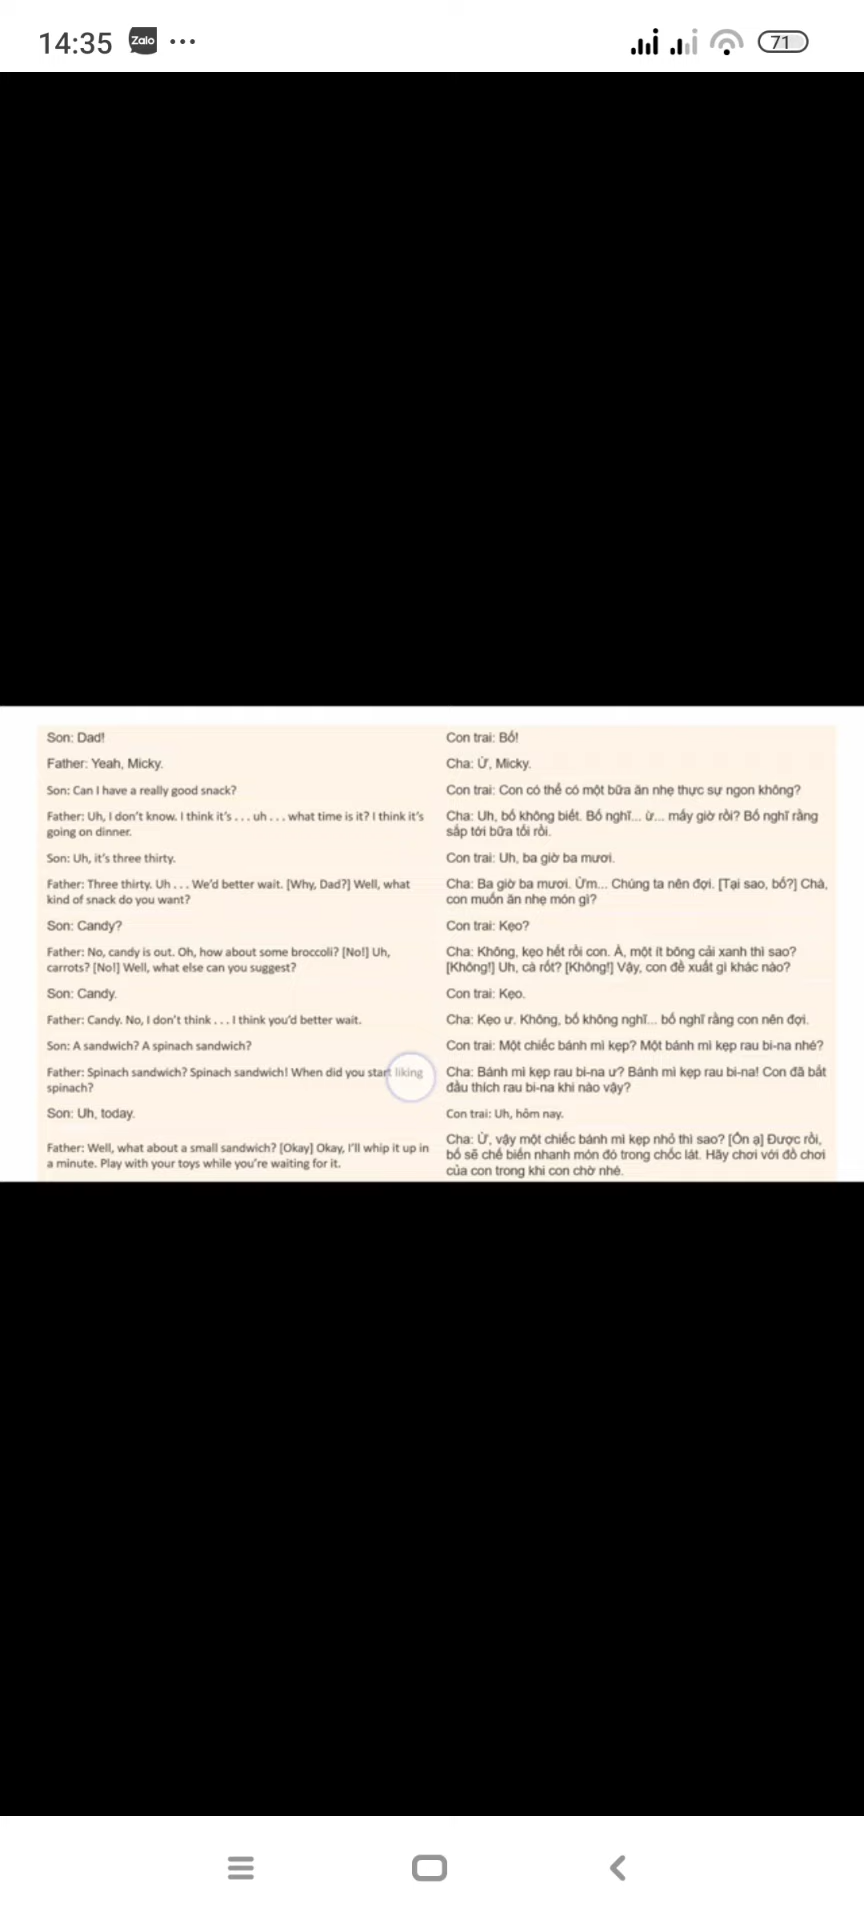 14:35 Zalo ...
71
Son: Dad!
Con trai: Bố!
Father: Yeah, Micky.
Cha: Ừ, Micky.
Son: Can I have a really good snack?
Con trai: Con có thể có một bữa ăn nhẹ thực sự ngon không?
Father: Uh, I don't know. I think it's . . . uh . . . what time is it? I think it's
going on dinner.
Cha: Uh, bố không biết. Bố nghĩ... ừ... mấy giờ rồi? Bố nghĩ rằng
sắp tới bữa tối rồi.
Son: Uh, it's three thirty.
Con trai: Uh, ba giờ ba mươi.
Father: Three thirty. Uh . . . We'd better wait. [Why, Dad?] Well, what
kind of snack do you want?
Cha: Ba giờ ba mươi. Ừm... Chúng ta nên đợi. [Tại sao, bố?] Chà,
con muốn ăn nhẹ món gì?
Son: Candy?
Con trai: Kẹo?
Father: No, candy is out. Oh, how about some broccoli? [No!] Uh,
carrots? [No!] Well, what else can you suggest?
Cha: Không, kẹo hết rồi con. À, một ít bông cải xanh thì sao?
[Không!] Uh, cà rốt? [Không!] Vậy, con đề xuất gì khác nào?
Son: Candy.
Con trai: Kẹo.
Father: Candy. No, I don't think . . . I think you'd better wait.
Cha: Kẹo ư. Không, bố không nghĩ... bố nghĩ rằng con nên đợi.
Son: A sandwich? A spinach sandwich?
Con trai: Một chiếc bánh mì kẹp? Một bánh mì kẹp rau bi-na nhé?
Father: Spinach sandwich? Spinach sandwich! When did you start liking
spinach?
Cha: Bánh mì kẹp rau bi-na ư? Bánh mì kẹp rau bi-na! Con đã bắt
đầu thích rau bi-na khi nào vậy?
Son: Uh, today.
Con trai: Uh, hôm nay.
Father: Well, what about a small sandwich? [Okay] Okay, I'll whip it up in
a minute. Play with your toys while you're waiting for it.
Cha: Ừ, vậy một chiếc bánh mì kẹp nhỏ thì sao? [Ổn ạ] Được rồi,
bố sẽ chế biến nhanh món đó trong chốc lát. Hãy chơi với đồ chơi
của con trong khi con chờ nhé.